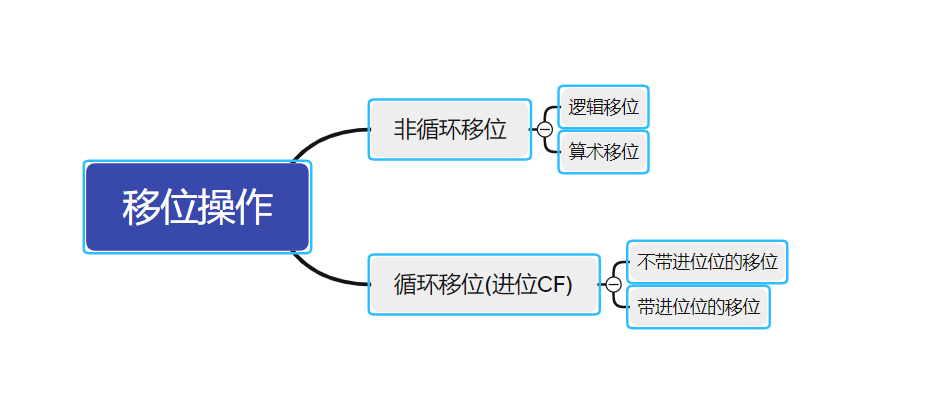 移位操作
非循环移位
逻辑移位
算术移位
循环移位(进位CF)
不带进位位的移位
带进位位的移位